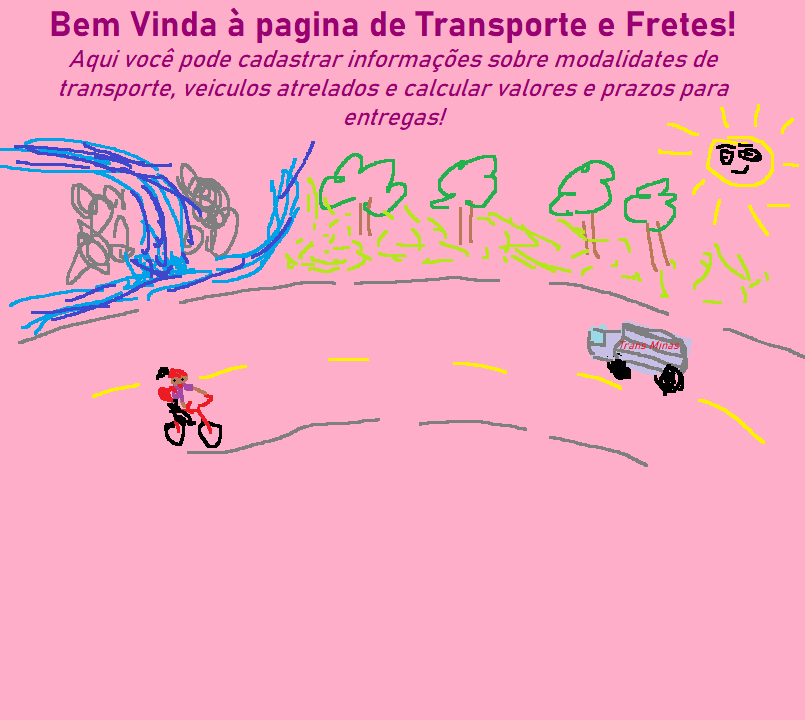 Bem Vinda à pagina de Transporte e Fretes!
Aqui você pode cadastrar informações sobre modalidates de
transporte, veiculos atrelados e calcular valores e prazos para
entregas!
Trans Minas